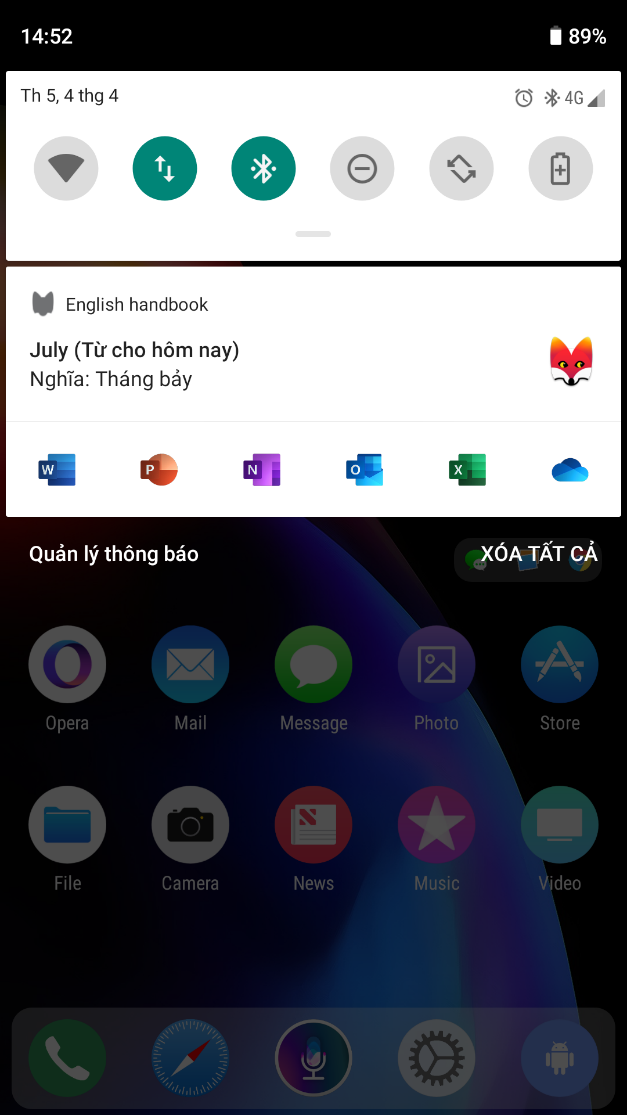 14:52
89%
Th 5, 4 thg 4
4G
English handbook
July (Từ cho hôm nay)
Nghĩa: Tháng bảy
W
P
N
O
X
Quản lý thông báo
XÓA TẤT CẢ
Opera
Mail
Message
Photo
Store
File
Camera
News
Music
Video